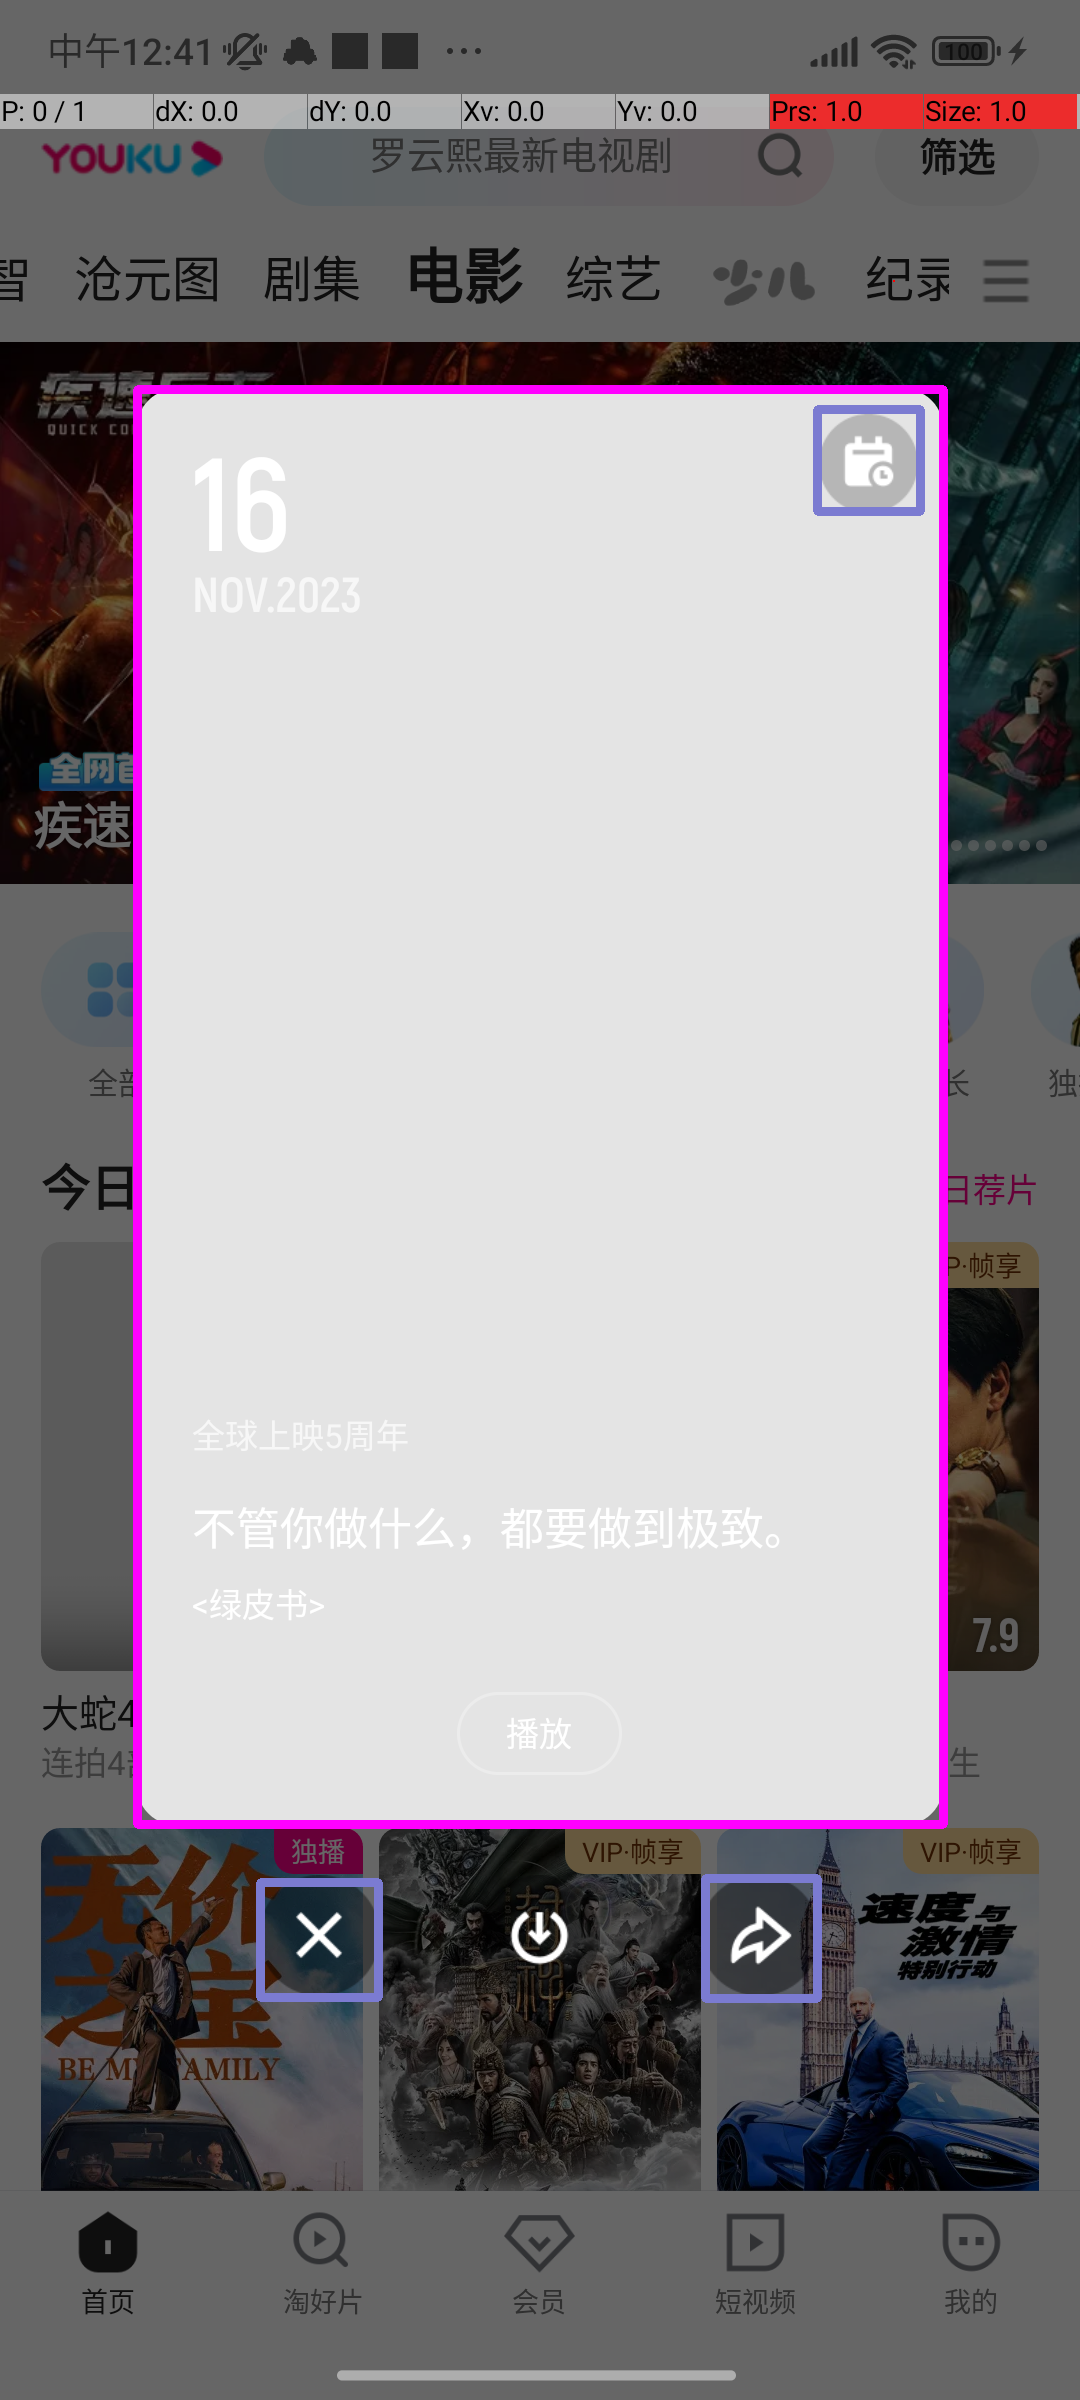 中午12:41
100
P: 0 / 1
dX: 0.0
dY: 0.0
Xv: 0.0
Yv: 0.0
Prs: 1.0
Size: 1.0
YOUKU
罗云熙最新电视剧
筛选
智
沧元图
剧集
电影
综艺
少儿
纪录
疾速
QUICK CO
16
NOV.2023
全网首
疾速
全部
长
独
今日
日荐片
P·帧享
全球上映5周年
不管你做什么，都要做到极致。
<绿皮书>
7.9
播放
大蛇4
连拍4部
生
独播
VIP·帧享
VIP·帧享
无价之宝
BE MY FAMILY
封神
速度与激情
特别行动
首页
淘好片
会员
短视频
我的